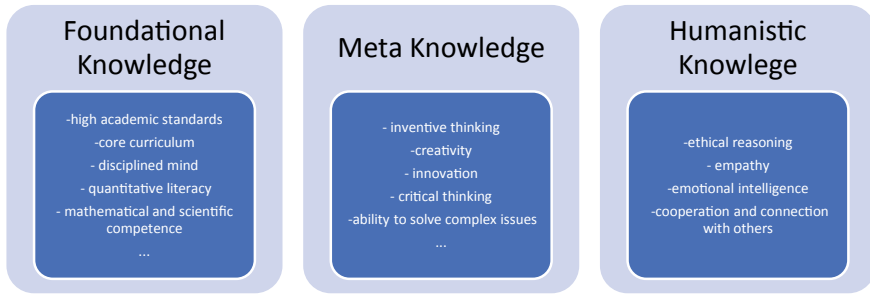 Foundational
Knowledge
-high academic standards
-core curriculum
- disciplined mind
- quantitative literacy
- mathematical and scientific
competence
...
Meta Knowledge
- inventive thinking
-creativity
- innovation
- critical thinking
-ability to solve complex issues
...
Humanistic
Knowlege
-ethical reasoning
- empathy
-emotional intelligence
-cooperation and connection
with others